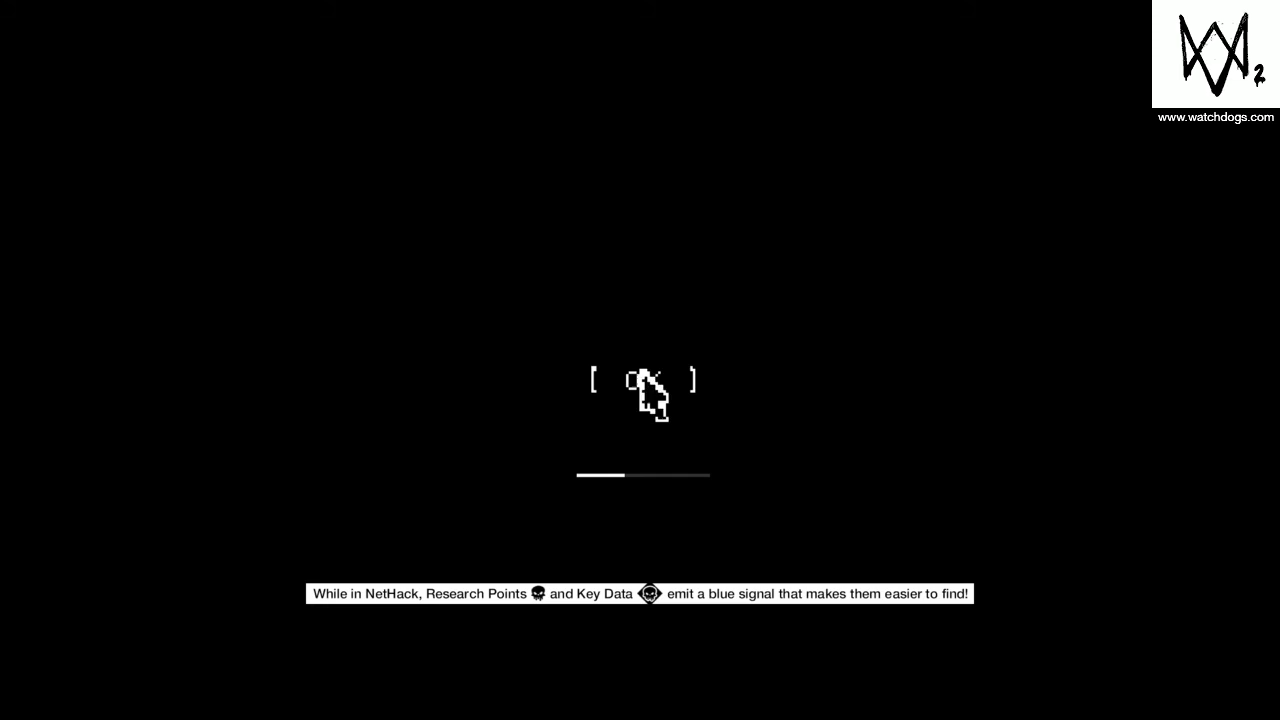 2
www.watchdogs.com
[ ]
While in NetHack, Research Points and Key Data emit a blue signal that makes them easier to find!